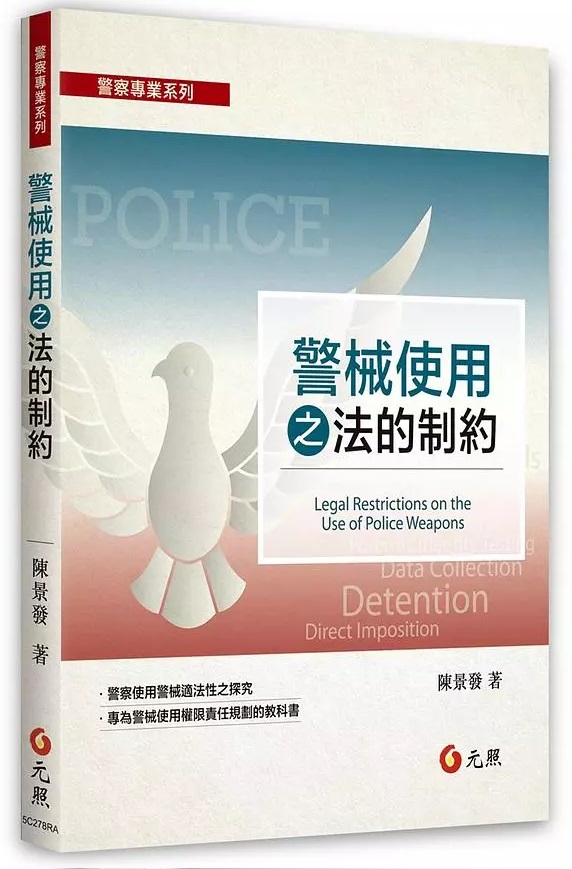 警察專業系列
警械使用之法的制約
陳景發 著
元照
5C278RA
警察專業系列
POLICE
警械使用
之法的制約
Legal Restrictions on the
Use of Police Weapons
Data Collection
Detention
Direct Imposition
陳景發 著
・警察使用警械適法性之探究
・專為警械使用權限責任規劃的教科書
元照